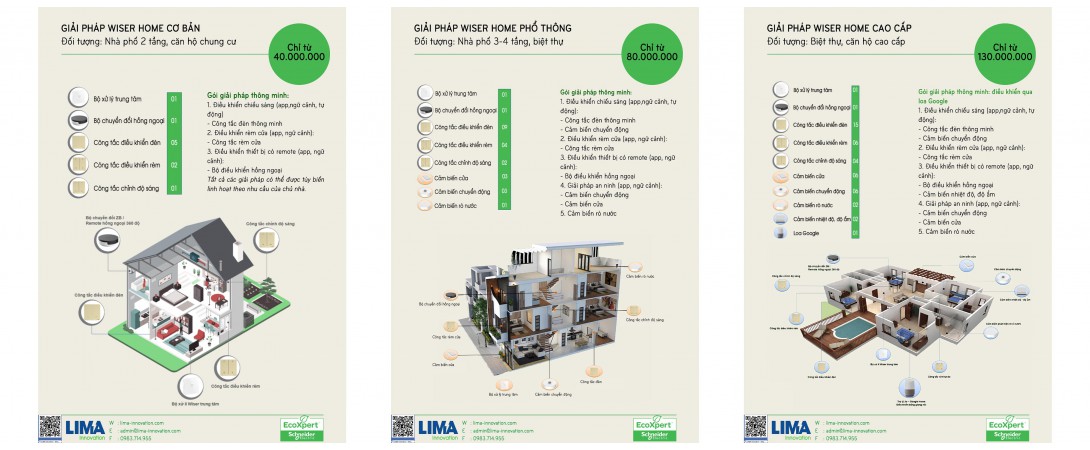 GIẢI PHÁP WISER HOME CƠ BẢN
Đối tượng: Nhà phố 2 tầng, căn hộ chung cư
Chỉ từ
40.000.000
Bộ xử lý trung tâm 01
Bộ chuyển đổi hồng ngoại 01
Công tắc điều khiển đèn 05
Công tắc điều khiển rèm 02
Công tắc chỉnh độ sáng 01
Gói giải pháp thông minh:
1. Điều khiển chiếu sáng (app,ngữ cảnh, tự
động):
- Công tắc đèn thông minh
2. Điều khiển rèm cửa (app, ngữ cảnh):
- Công tắc rèm cửa
3. Điều khiển thiết bị có remote (app, ngữ
cảnh):
- Bộ điều khiển hồng ngoại
Tất cả các giải pháp có thể được tùy biến
linh hoạt theo nhu cầu của chủ nhà.
Remote hồng ngoại 360 độ
Công tắc chỉnh độ sáng
Công tắc điều khiển đèn
Công tắc điều khiển rèm
LIMA
innovation
W : lima-innovation.com
E : admin@lima-innovation.com
F : 0983.714.955
EcoXpert
Schneider
Electric
GIẢI PHÁP WISER HOME PHỔ THÔNG
Đối tượng: Nhà phố 3-4 tầng, biệt thự
Chỉ từ
80.000.000
Bộ xử lý trung tâm 01
Bộ chuyển đổi hồng ngoại 01
Công tắc điều khiển đèn
Công tắc điều khiển rèm 04
Công tắc chỉnh độ sáng
Cảm biến cửa 03
Cảm biến chuyển động 03
Cảm biến rò nước 01
Gói giải pháp thông minh:
1. Điều khiển chiếu sáng (app,ngữ cảnh, tự
động):
- Công tắc đèn thông minh
- Cảm biến chuyển động
2. Điều khiển rèm cửa (app, ngữ cảnh):
- Công tắc rèm cửa
3. Điều khiển thiết bị có remote (app, ngữ
cảnh):
- Bộ điều khiển hồng ngoại
4. Giải pháp an ninh (app, ngữ cảnh):
- Cảm biến chuyển động
- Cảm biến cửa
5. Cảm biến rò nước
Cảm biến rò nước
Bộ chuyển đổi hồng ngoại
Công tắc chỉnh độ sáng
Công tắc rèm cửa
Cảm biến cửa
Công tắc đèn
Bộ xử lý trung tâm
Cảm biến chuyển động
LIMA
innovation
W : lima-innovation.com
E : admin@lima-innovation.com
F : 0983.714.955
EcoXpert
Schneider
Electric
GIẢI PHÁP WISER HOME CAO CẤP
Đối tượng: Biệt thự, căn hộ cao cấp
Chỉ từ
130.000.000
Bộ xử lý trung tâm 01
Bộ chuyển đổi hồng ngoại 01
Công tắc điều khiển đèn
Công tắc điều khiển rèm
Công tắc chỉnh độ sáng
Cảm biến cửa
Cảm biến chuyển động
Cảm biến rò nước
Cảm biến nhiệt độ, độ ẩm
Loa Google
Gói giải pháp thông minh: điều khiển qua
loa Google
1. Điều khiển chiếu sáng (app,ngữ cảnh, tự
động):
- Công tắc đèn thông minh
- Cảm biến chuyển động
2. Điều khiển rèm cửa (app, ngữ cảnh):
- Công tắc rèm cửa
3. Điều khiển thiết bị có remote (app, ngữ
cảnh):
- Bộ điều khiển hồng ngoại
- Cảm biến nhiệt độ, độ ẩm
4. Giải pháp an ninh (app, ngữ cảnh):
- Cảm biến chuyển động
- Cảm biến cửa
5. Cảm biến rò nước
LIMA
innovation
W : lima-innovation.com
E : admin@lima-innovation.com
F : 0983.714.955
EcoXpert
Schneider
Electric